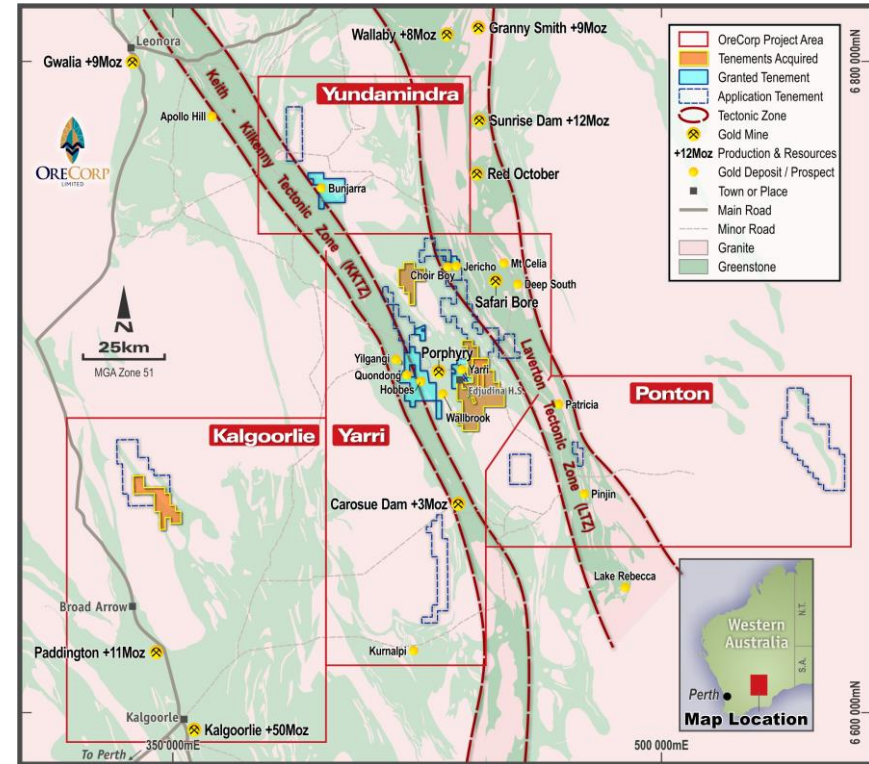 Leonora
Gwalia +9Moz
Wallaby +8Moz
Granny Smith +9Moz
6 800 000mN
Yundamindra
Keith - Kilkenny Tectonic Zone (KKTZ)
Apollo Hill
Sunrise Dam +12Moz
Red October
Bunjarra
ORECORP
LIMITED
OreCorp Project Area
Tenements Acquired
Granted Tenement
Application Tenement
Tectonic Zone
Gold Mine
+12Moz Production & Resources
Gold Deposit / Prospect
Town or Place
Main Road
Minor Road
Granite
Greenstone
N
25km
MGA Zone 51
Choir Boy
Jericho
Mt Celia
Deep South
Safari Bore
Laverton Tectonic Zone (LTZ)
Yilgangi
Porphyry
Quondong
Yarri
Hobbes
Edjudina H.S.
Wallbrook
Patricia
Ponton
Kalgoorlie
Yarri
Carosue Dam +3Moz
Pinjin
Lake Rebecca
Broad Arrow
Paddington +11Moz
Kurnalpi
Kalgoorle
Kalgoorlie +50Moz
To Perth
350 000mE
500 000mE
6 600 000mN
Western
Australia
N.T.
S.A.
Perth
Map Location